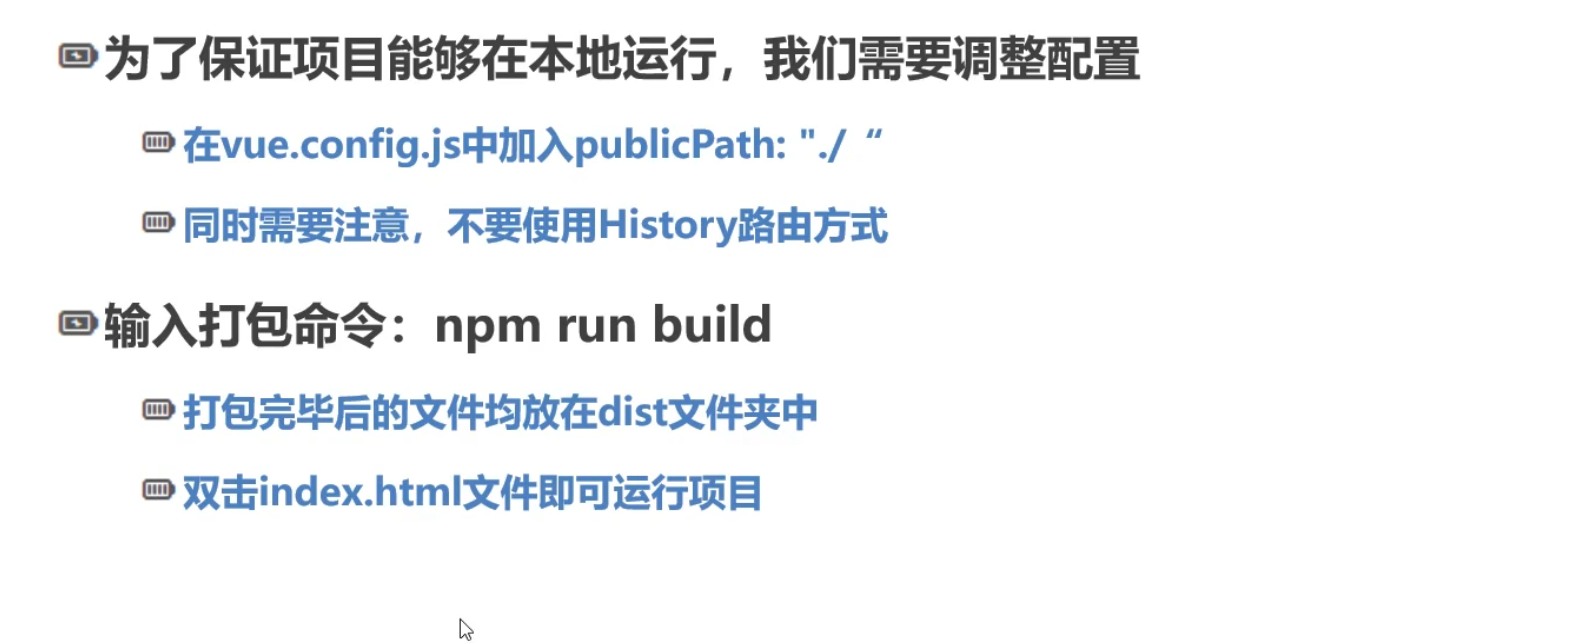 为了保证项目能够在本地运行，我们需要调整配置
在vue.config.js中加入publicPath: "./ “
同时需要注意，不要使用History路由方式
输入打包命令：npm run build
打包完毕后的文件均放在dist文件夹中
双击index.html文件即可运行项目